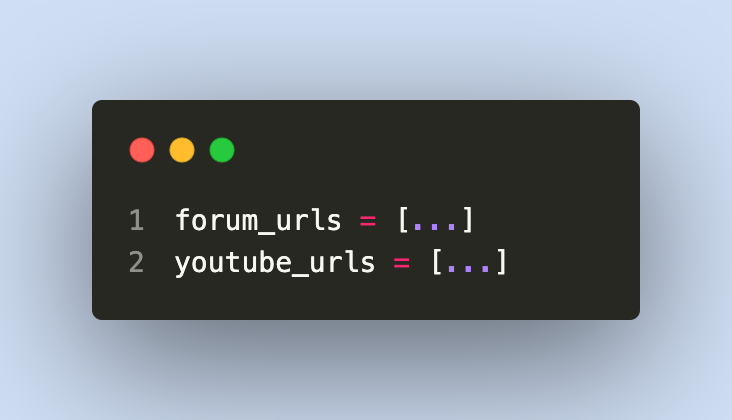 1 forum_urls = [...]
2 youtube_urls = [...]